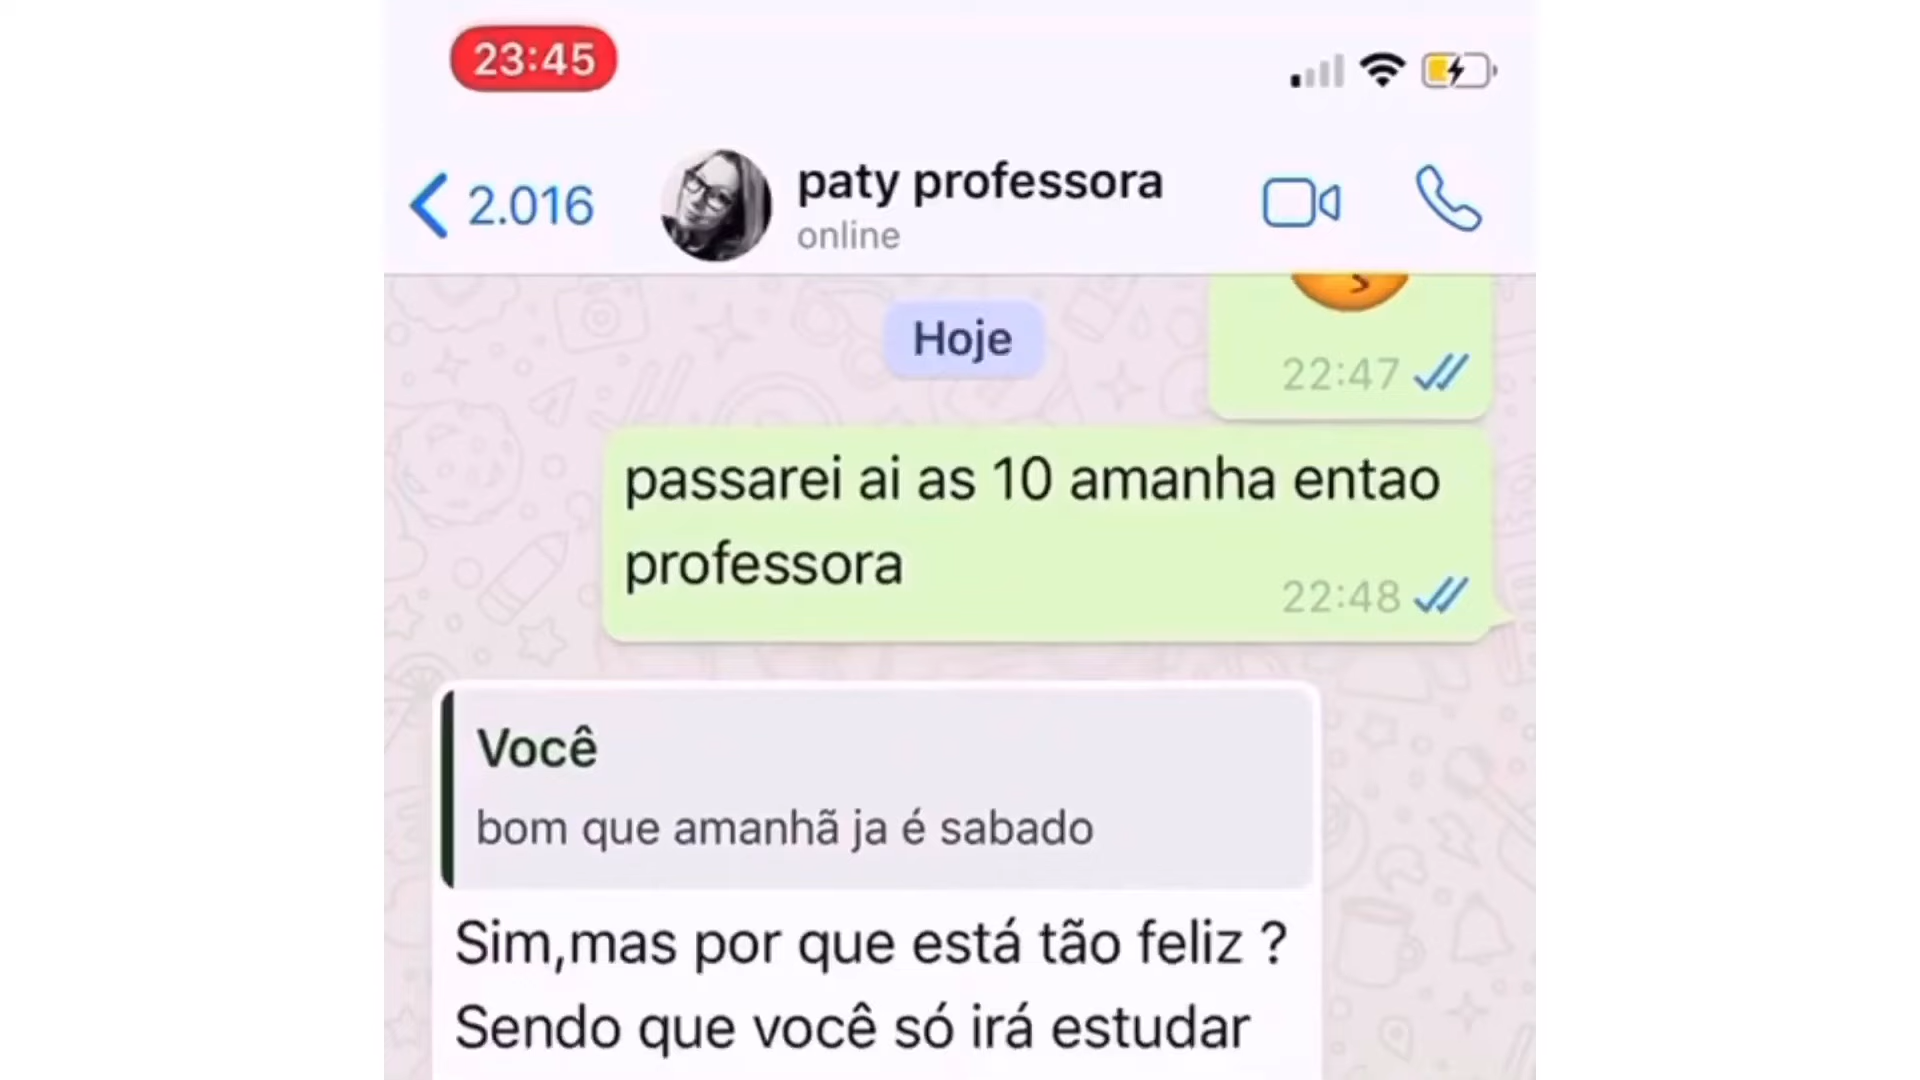 23:45
2.016
paty professora
online
Hoje
22:47
passarei ai as 10 amanha entao
professora
22:48
Você
bom que amanhã ja é sabado
Sim,mas por que está tão feliz ?
Sendo que você só irá estudar